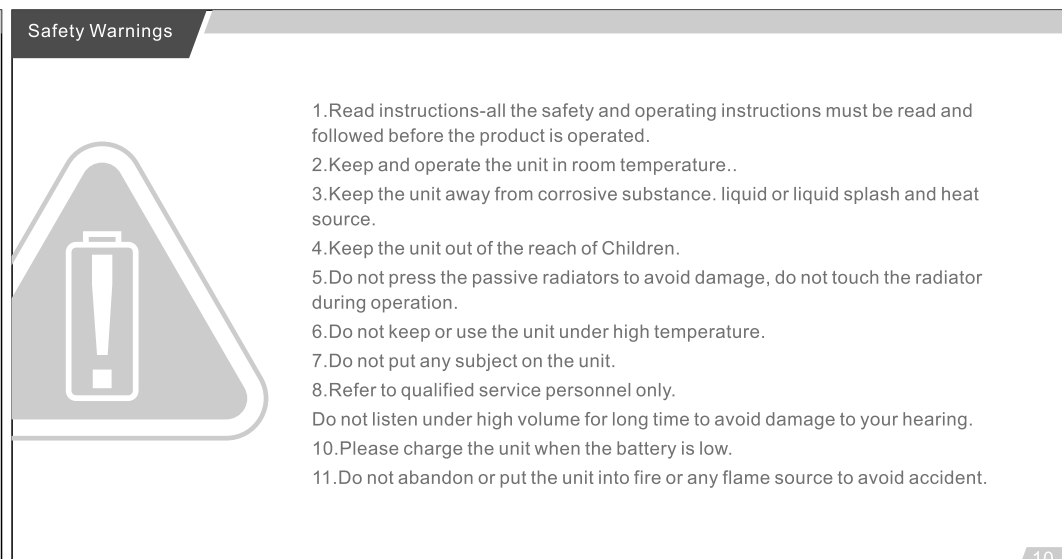 Safety Warnings
1.Read instructions-all the safety and operating instructions must be read and
followed before the product is operated.
2.Keep and operate the unit in room temperature..
3.Keep the unit away from corrosive substance. liquid or liquid splash and heat
source.
4.Keep the unit out of the reach of Children.
5.Do not press the passive radiators to avoid damage, do not touch the radiator
during operation.
6.Do not keep or use the unit under high temperature.
7.Do not put any subject on the unit.
8.Refer to qualified service personnel only.
Do not listen under high volume for long time to avoid damage to your hearing.
10.Please charge the unit when the battery is low.
11.Do not abandon or put the unit into fire or any flame source to avoid accident.
10